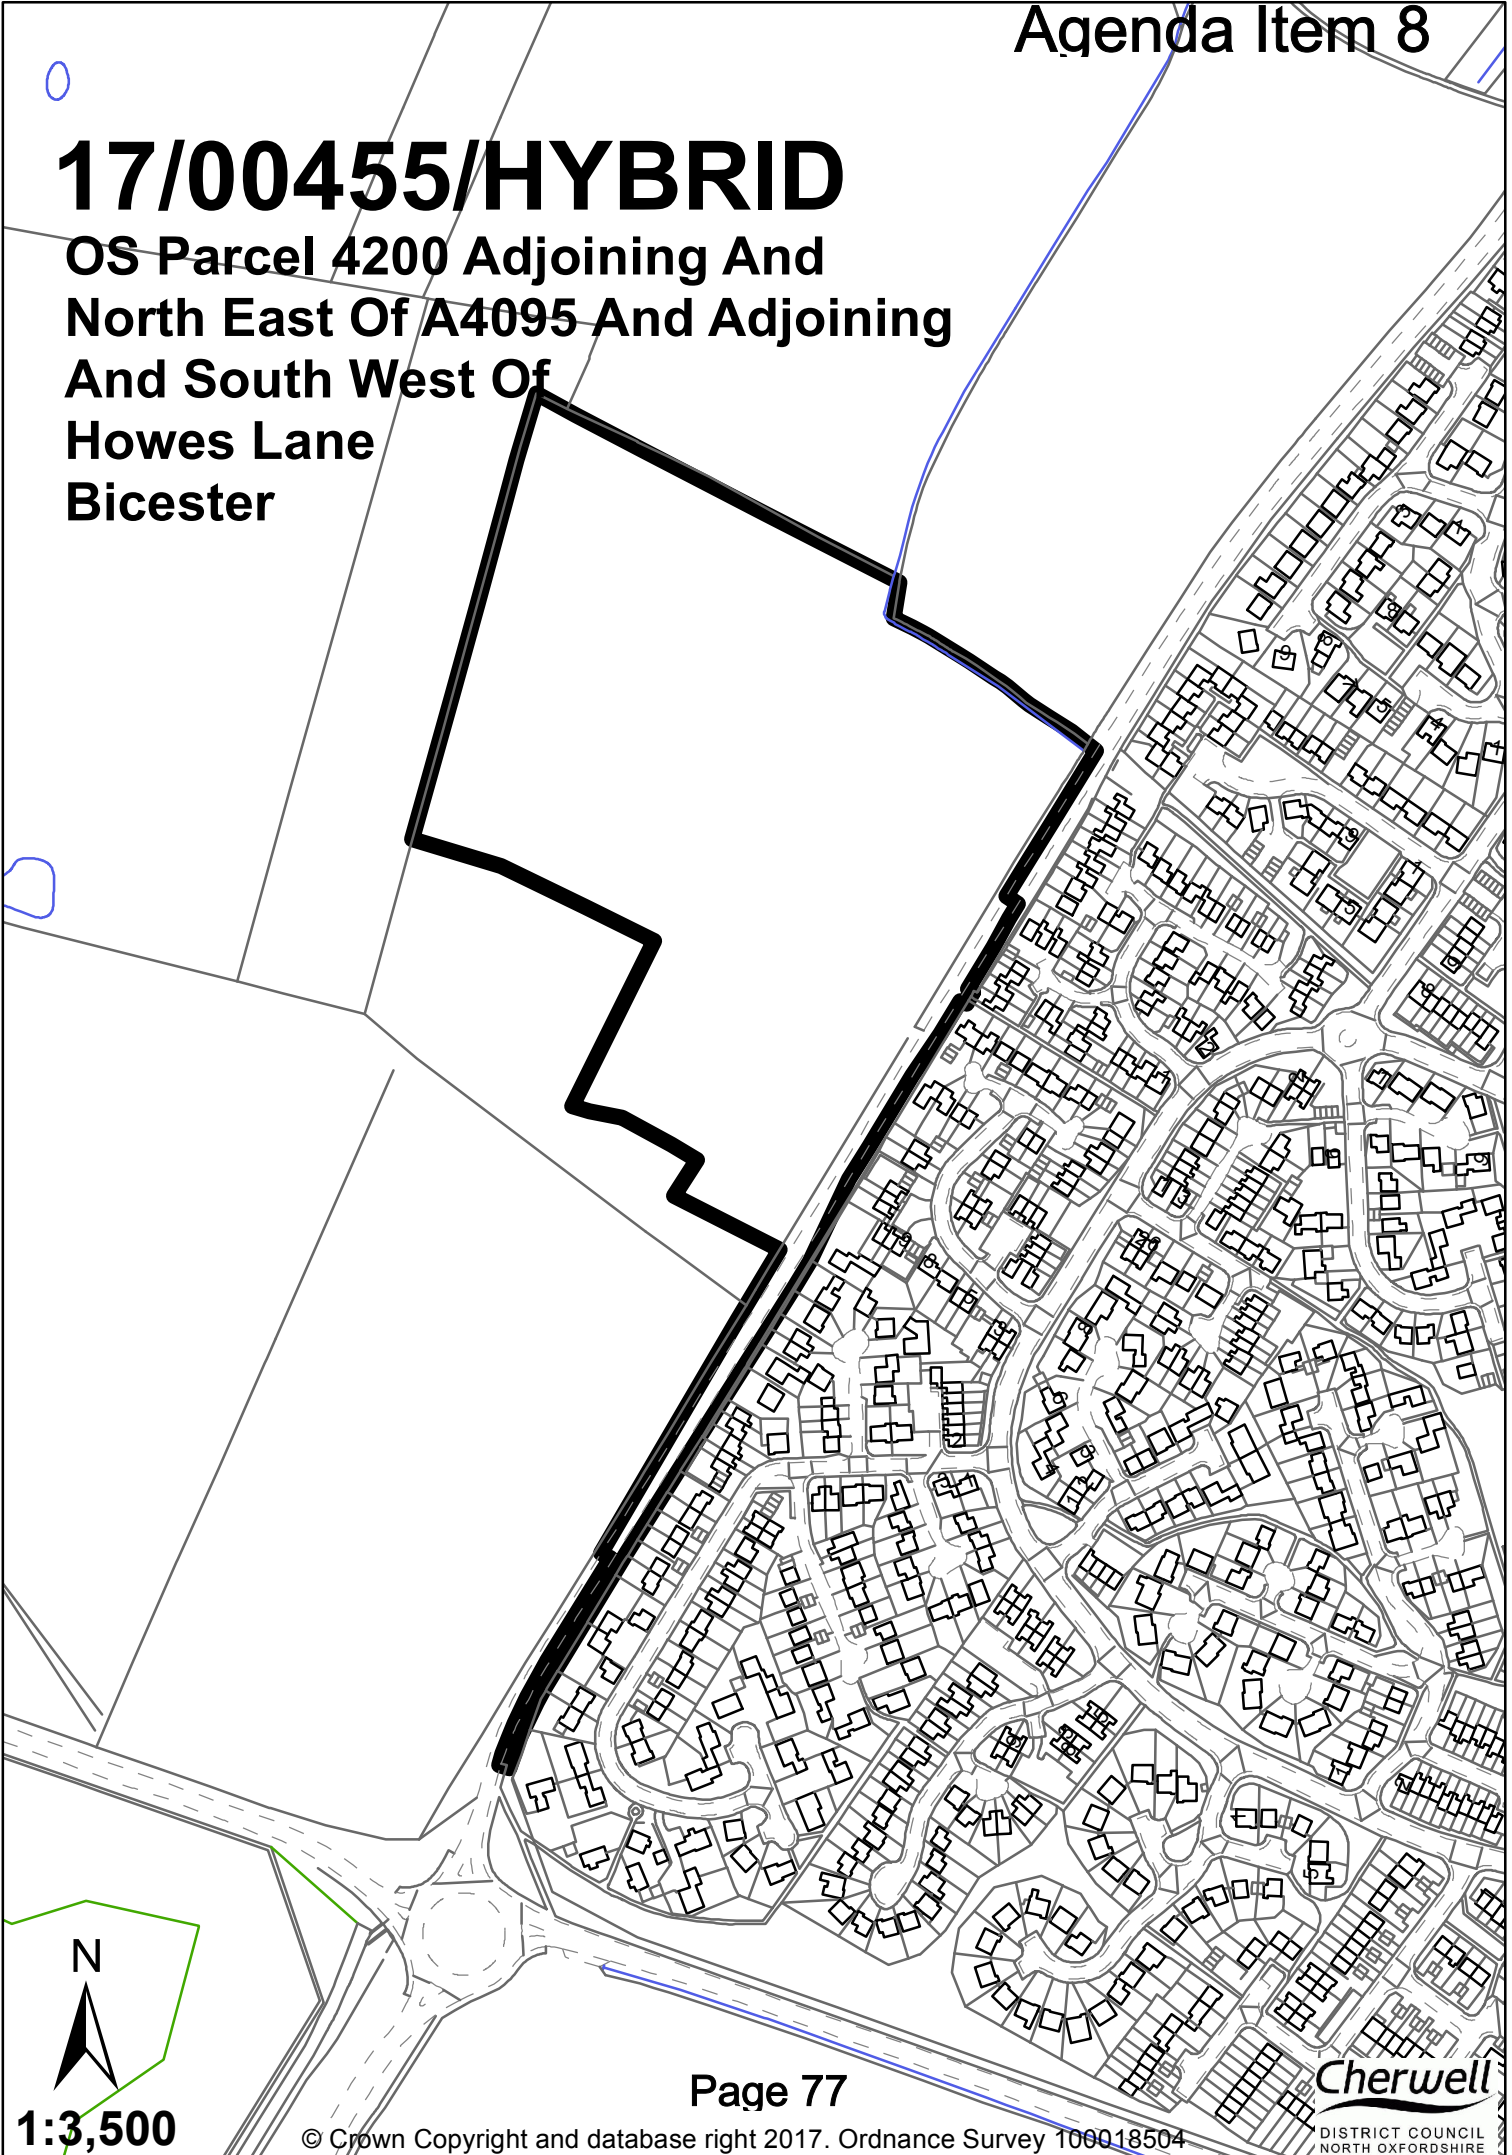 Agenda Item 8
17/00455/HYBRID
OS Parcel 4200 Adjoining And
North East Of A4095 And Adjoining
And South West Of
Howes Lane
Bicester
N
1:3,500
Page 77
© Crown Copyright and database right 2017. Ordnance Survey 100018504
Cherwell
DISTRICT COUNCIL
NORTH OXFORDSHIRE